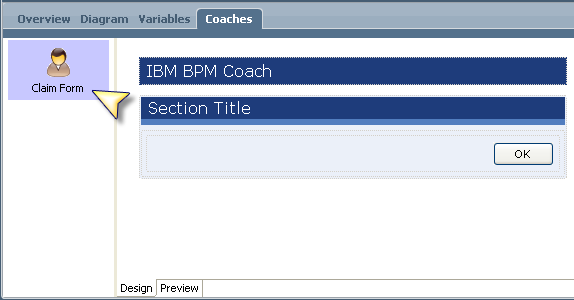 Overview Diagram Variables Coaches
Claim Form
IBM BPM Coach
Section Title
OK
Design Preview